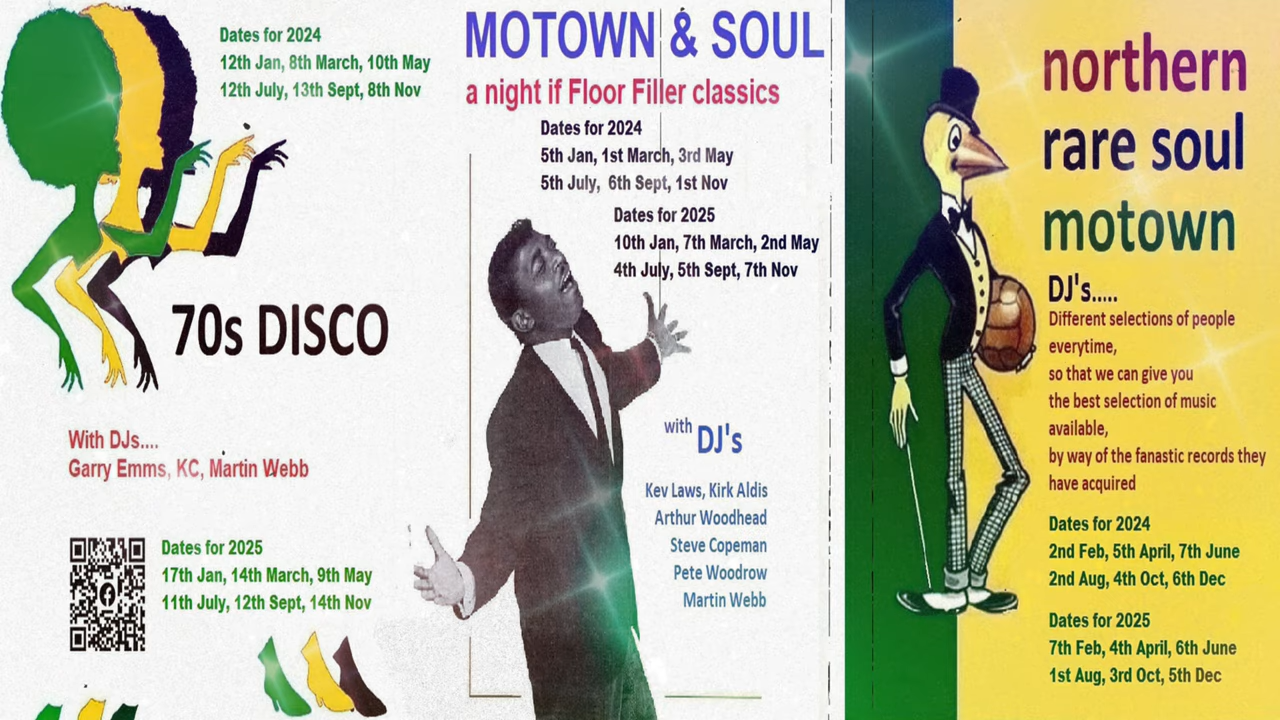 Dates for 2024
12th Jan, 8th March, 10th May
12th July, 13th Sept, 8th Nov
70s DISCO
With DJs....
Garry Emms, KC, Martin Webb
Dates for 2025
17th Jan, 14th March, 9th May
11th July, 12th Sept, 14th Nov
MOTOWN & SOUL
a night if Floor Filler classics
Dates for 2024
5th Jan, 1st March, 3rd May
5th July, 6th Sept, 1st Nov
Dates for 2025
10th Jan, 7th March, 2nd May
4th July, 5th Sept, 7th Nov
with DJ's
Kev Laws, Kirk Aldis
Arthur Woodhead
Steve Copeman
Pete Woodrow
Martin Webb
northern
rare soul
motown
DJ's.....
Different selections of people
everytime,
so that we can give you
the best selection of music
available,
by way of the fanastic records they
have acquired
Dates for 2024
2nd Feb, 5th April, 7th June
2nd Aug, 4th Oct, 6th Dec
Dates for 2025
7th Feb, 4th April, 6th June
1st Aug, 3rd Oct, 5th Dec